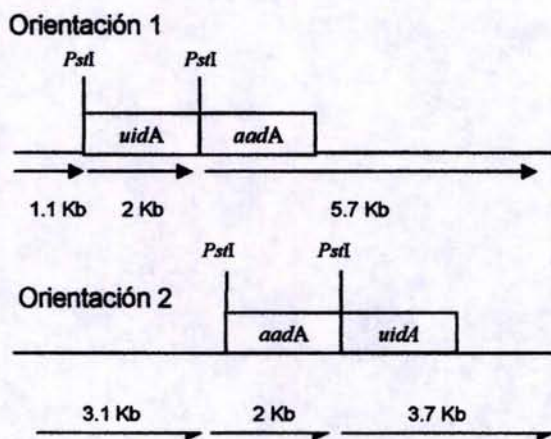 Orientación 1
PstI PstI
uidA aadA
1.1 Kb 2 Kb 5.7 Kb
PstI PstI
Orientación 2
aadA uidA
3.1 Kb 2 Kb 3.7 Kb